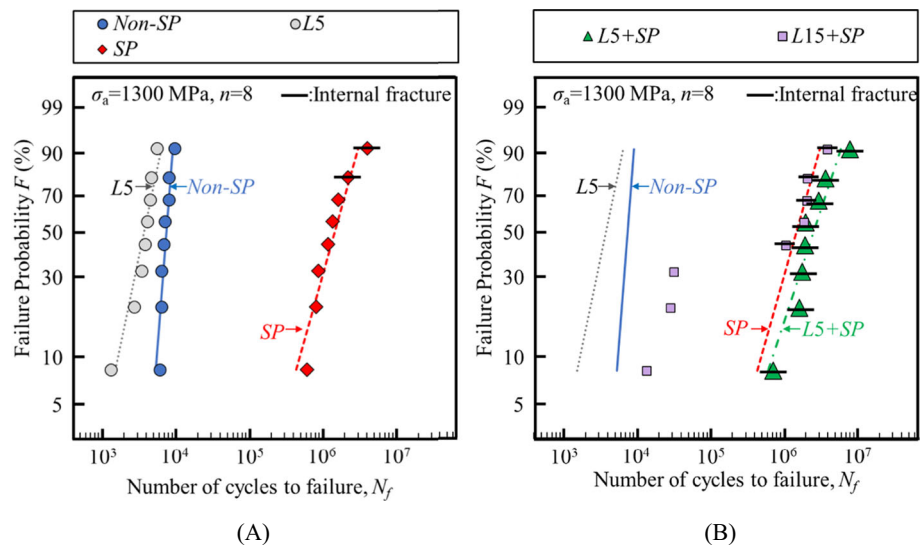 Non-SP
L5
SP
σa=1300 MPa, n=8
:Internal fracture
Failure Probability F (%)
99
90
70
50
30
10
5
L5
Non-SP
SP
10³
10⁴
10⁵
10⁶
10⁷
Number of cycles to failure, Nf
(A)
L5+SP
L15+SP
σa=1300 MPa, n=8
:Internal fracture
Failure Probability F (%)
99
90
70
50
30
10
5
L5
Non-SP
SP
L5+SP
10³
10⁴
10⁵
10⁶
10⁷
Number of cycles to failure, Nf
(B)